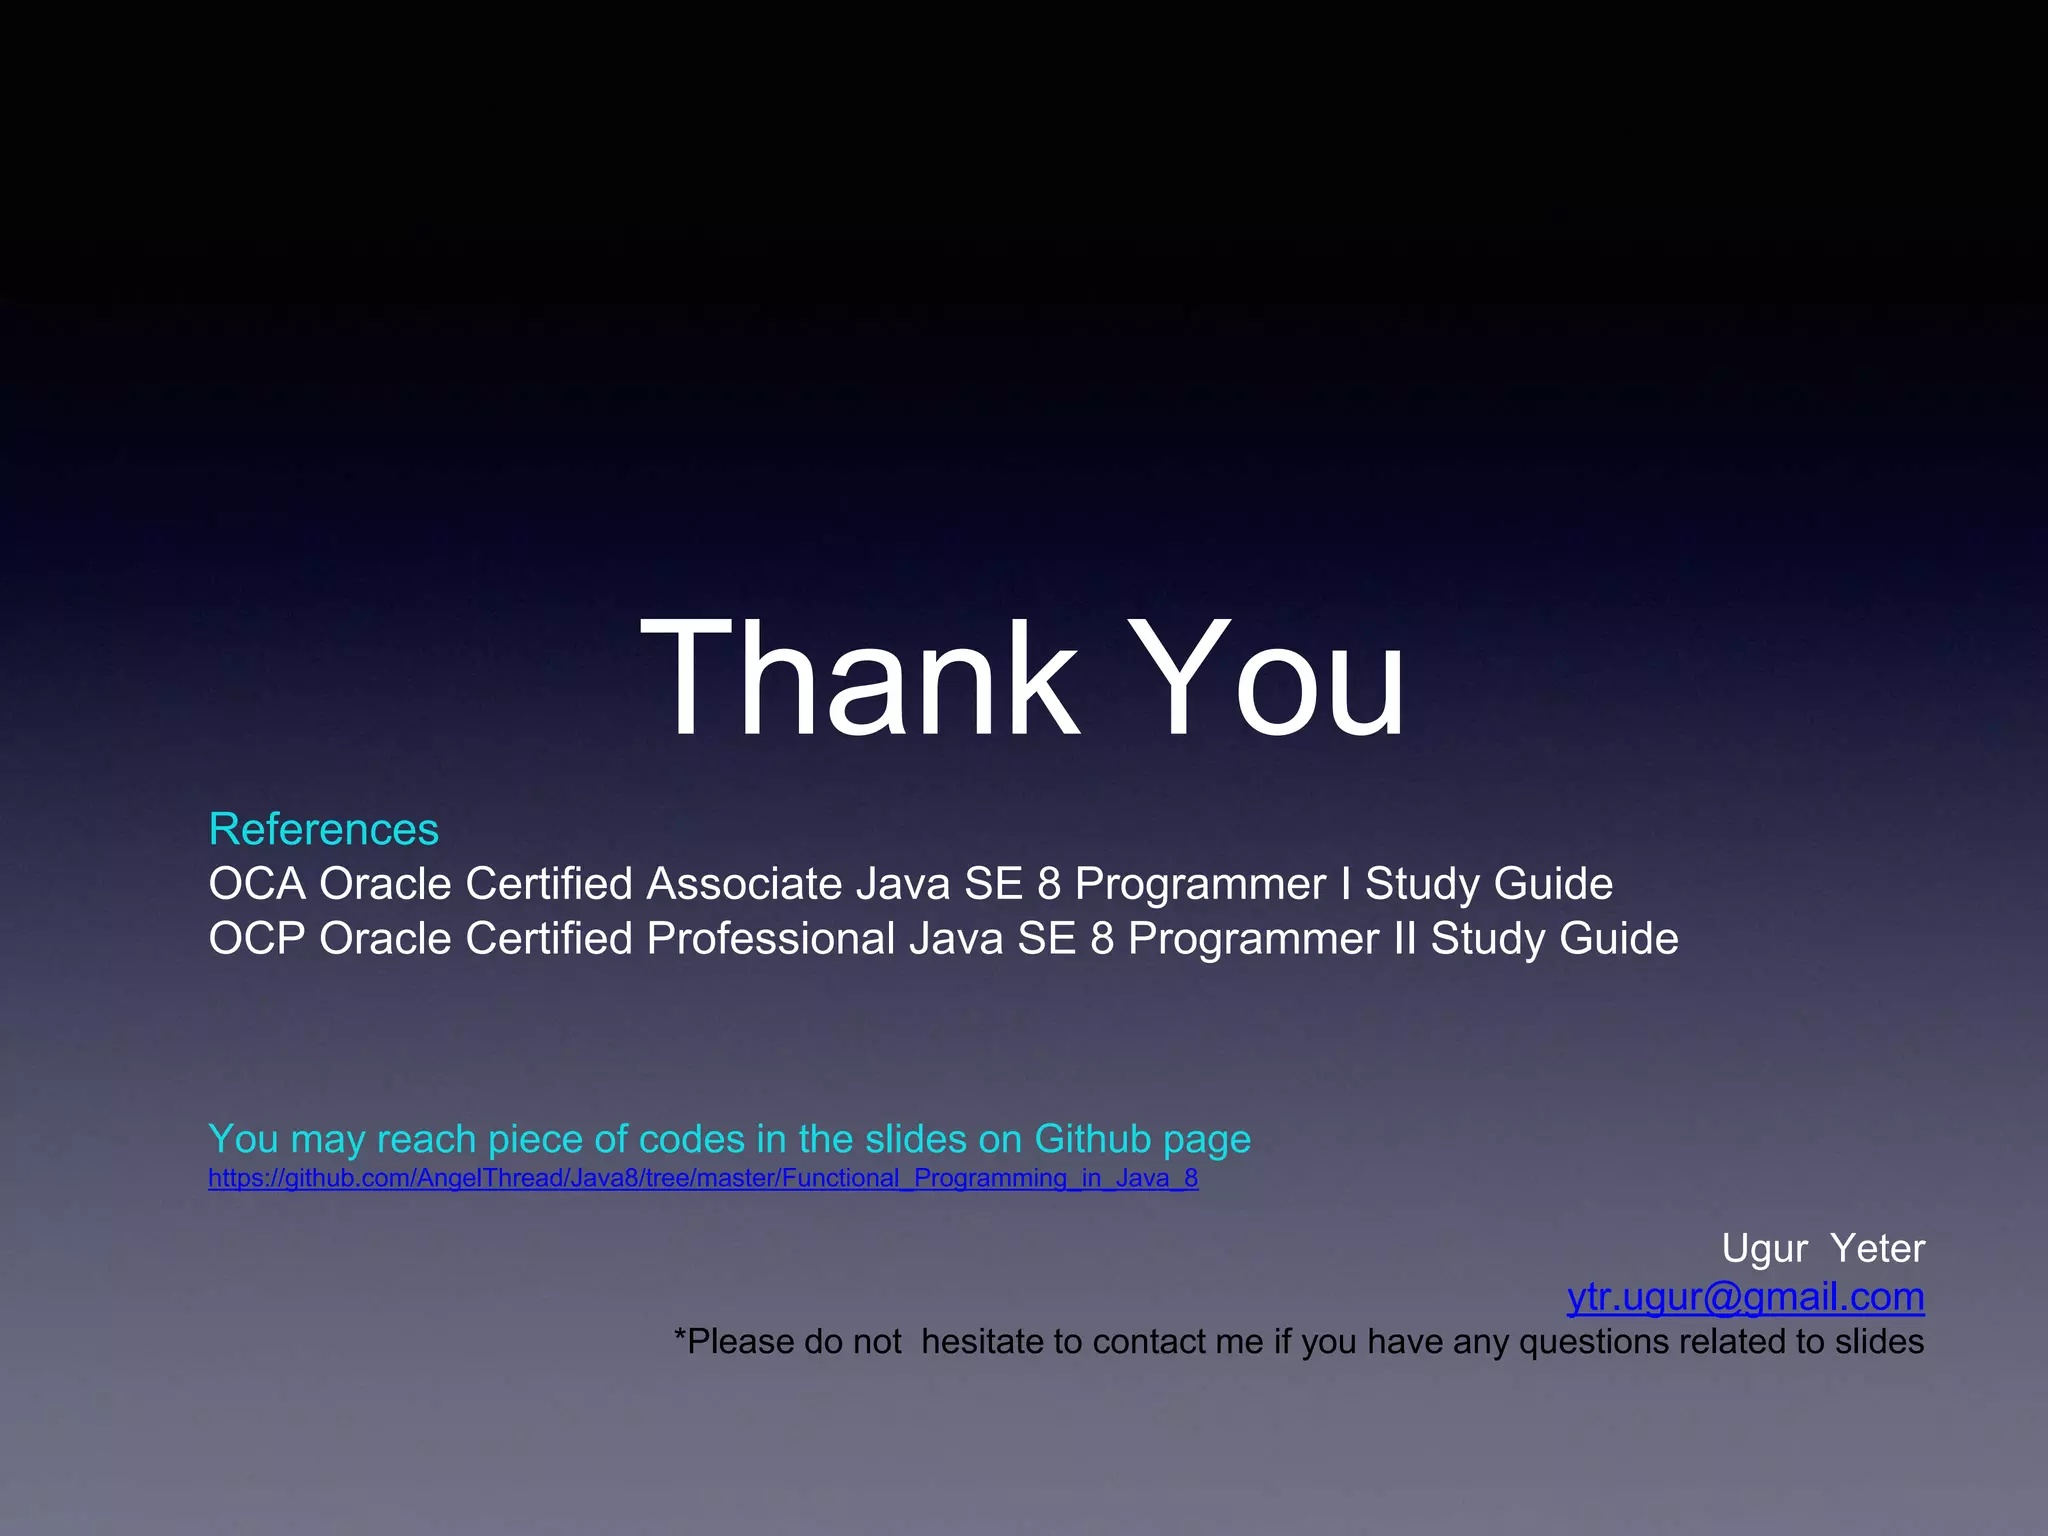 Thank You
References
OCA Oracle Certified Associate Java SE 8 Programmer I Study Guide
OCP Oracle Certified Professional Java SE 8 Programmer II Study Guide
You may reach piece of codes in the slides on Github page
https://github.com/AngelThread/Java8/tree/master/Functional_Programming_in_Java_8
Ugur  Yeter
ytr.ugur@gmail.com
*Please do not  hesitate to contact me if you have any questions related to slides